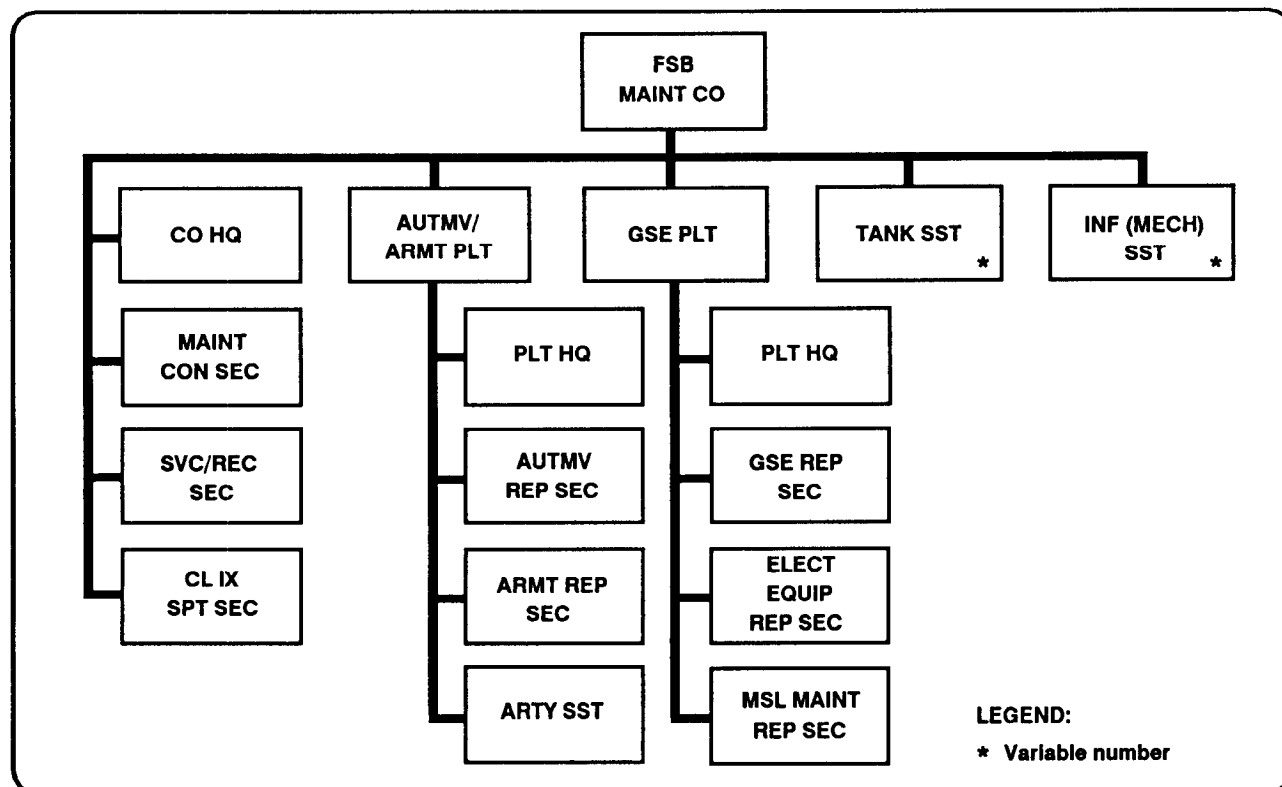 FSB
MAINT CO
CO HQ
MAINT
CON SEC
SVC/REC
SEC
CL IX
SPT SEC
AUTMV/
ARMT PLT
PLT HQ
AUTMV
REP SEC
ARMT REP
SEC
ARTY SST
GSE PLT
PLT HQ
GSE REP
SEC
ELECT
EQUIP
REP SEC
MSL MAINT
REP SEC
TANK SST
*
INF (MECH)
SST *
LEGEND:
* Variable number